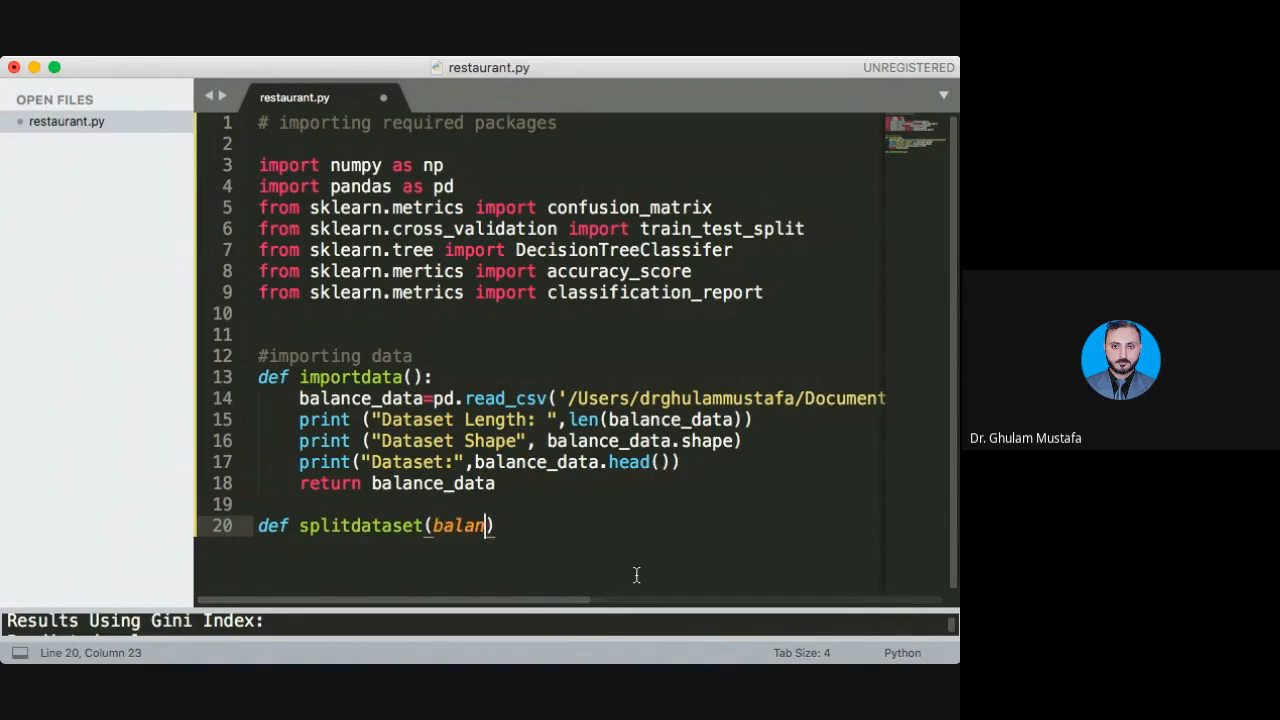 restaurant.py
UNREGISTERED
OPEN FILES
restaurant.py
restaurant.py
1 # importing required packages
2
3 import numpy as np
4 import pandas as pd
5 from sklearn.metrics import confusion_matrix
6 from sklearn.cross_validation import train_test_split
7 from sklearn.tree import DecisionTreeClassifer
8 from sklearn.mertics import accuracy_score
9 from sklearn.metrics import classification_report
10
11
12 #importing data
13 def importdata():
14 balance_data=pd.read_csv('/Users/drghulammustafa/Document
15 print ("Dataset Length: ",len(balance_data))
16 print ("Dataset Shape", balance_data.shape)
17 print("Dataset:",balance_data.head())
18 return balance_data
19
20 def splitdataset(balan)
Results Using Gini Index:
Line 20, Column 23
Tab Size: 4
Python
Dr. Ghulam Mustafa